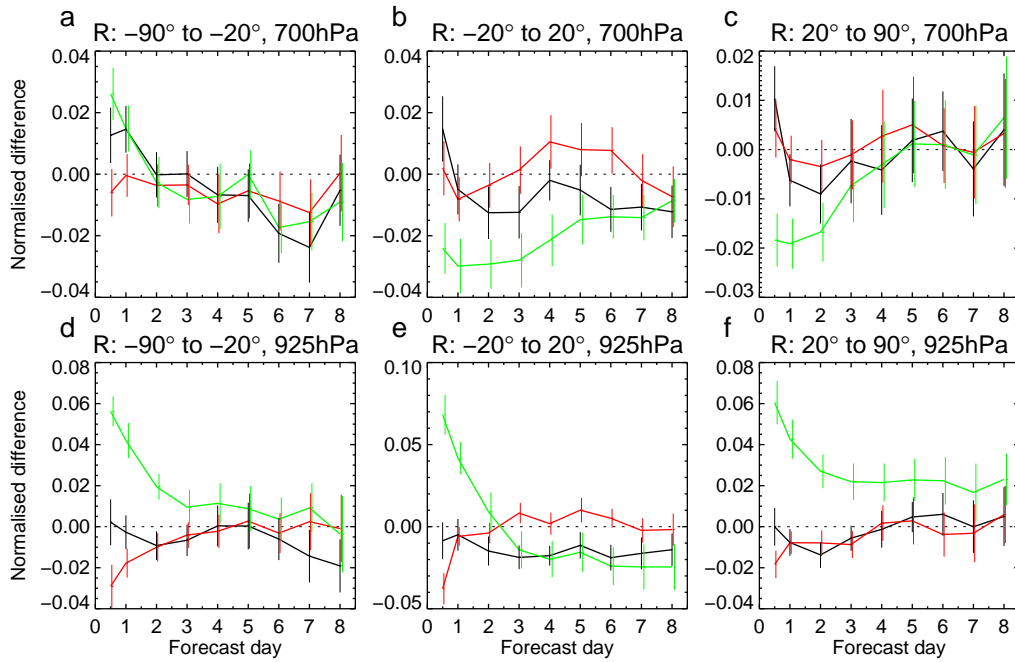 a b c
R: −90° to −20°, 700hPa R: −20° to 20°, 700hPa R: 20° to 90°, 700hPa
Normalised difference
0.04
0.02
0.00
−0.02
−0.04
0 1 2 3 4 5 6 7 8
0.04
0.02
0.00
−0.02
−0.04
0 1 2 3 4 5 6 7 8
0.02
0.01
0.00
−0.01
−0.02
−0.03
0 1 2 3 4 5 6 7 8
d e f
R: −90° to −20°, 925hPa R: −20° to 20°, 925hPa R: 20° to 90°, 925hPa
Normalised difference
0.08
0.06
0.04
0.02
0.00
−0.02
−0.04
0 1 2 3 4 5 6 7 8
Forecast day
0.10
0.05
0.00
−0.05
0 1 2 3 4 5 6 7 8
Forecast day
0.08
0.06
0.04
0.02
0.00
−0.02
−0.04
0 1 2 3 4 5 6 7 8
Forecast day